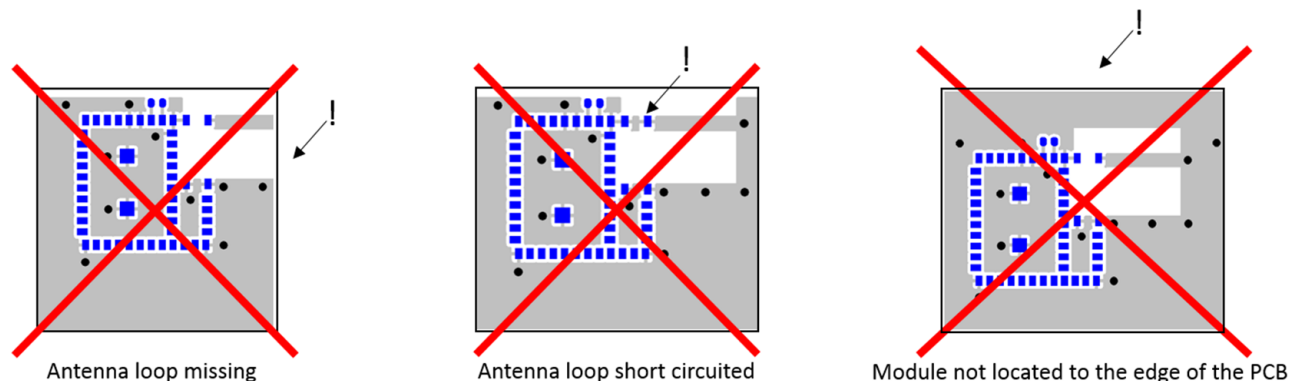 !
!
!
Antenna loop missing
Antenna loop short circuited
Module not located to the edge of the PCB